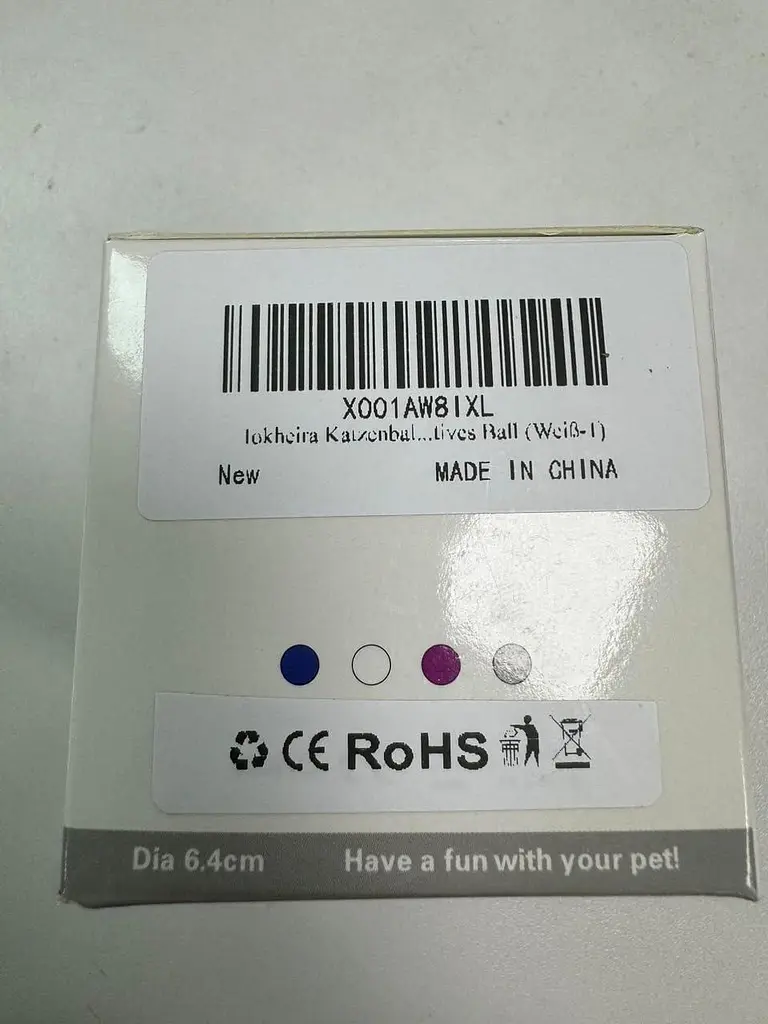 X001AW8IXL
Iokheira Katzenbal...tives Ball (Weiß-1)
New MADE IN CHINA
CE RoHS
Dia 6.4cm Have a fun with your pet!